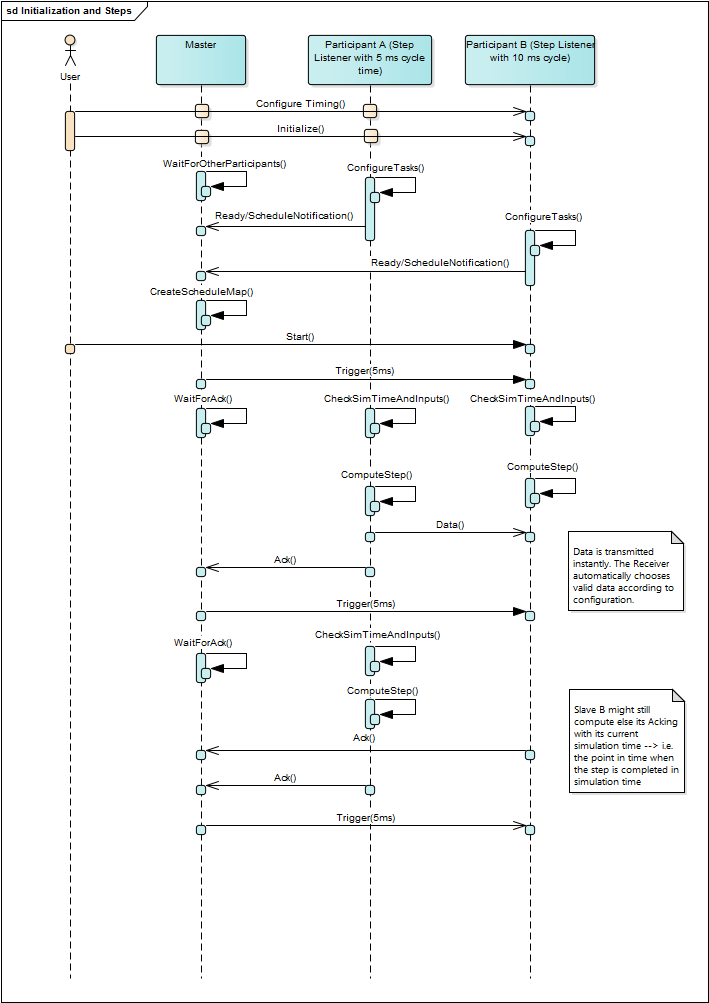 sd Initialization and Steps
User
Master
Participant A (Step
Listener with 5 ms cycle
time)
Participant B (Step Listener
with 10 ms cycle)
Configure Timing()
Initialize()
WaitForOtherParticipants()
ConfigureTasks()
Ready/ScheduleNotification()
ConfigureTasks()
Ready/ScheduleNotification()
CreateScheduleMap()
Start()
Trigger(5ms)
WaitForAck()
CheckSimTimeAndInputs()
CheckSimTimeAndInputs()
ComputeStep()
ComputeStep()
Data()
Data is transmitted
instantly. The Receiver
automatically chooses
valid data according to
configuration.
Ack()
Trigger(5ms)
WaitForAck()
CheckSimTimeAndInputs()
ComputeStep()
Slave B might still
compute else its Acking
with its current
simulation time --> i.e.
the point in time when
the step is completed in
simulation time
Ack()
Ack()
Trigger(5ms)